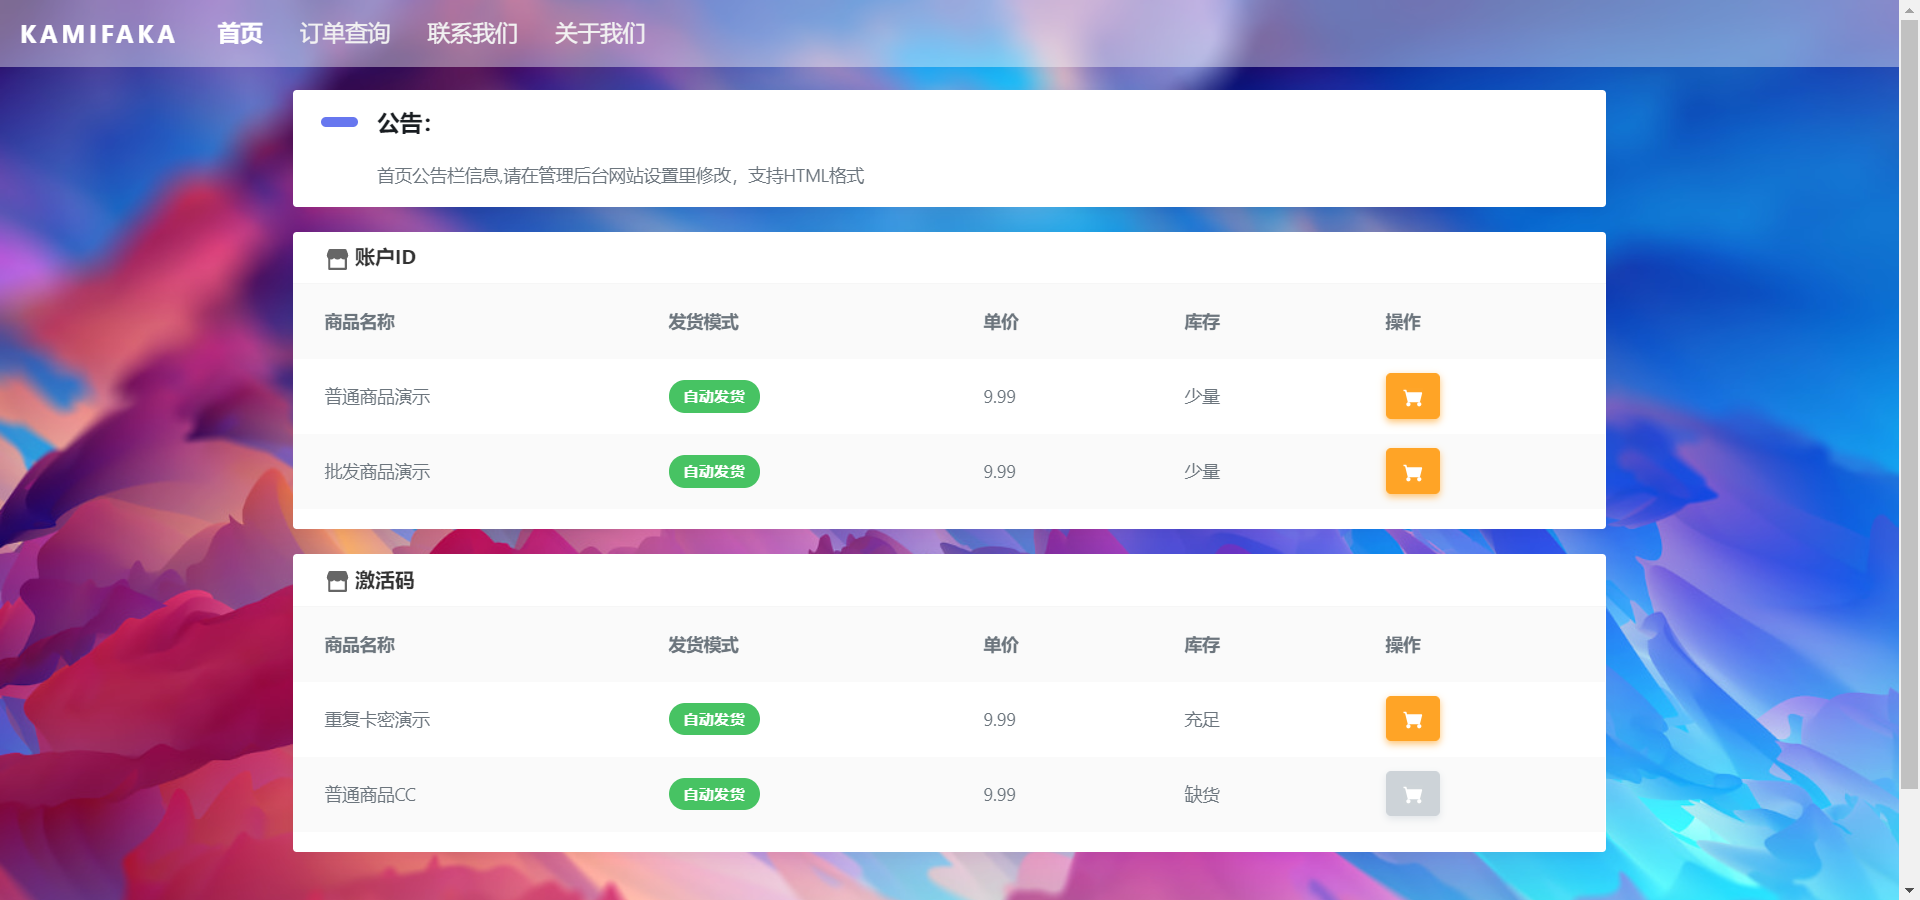 KAMIFAKA 首页 订单查询 联系我们 关于我们
公告：
首页公告栏信息,请在管理后台网站设置里修改，支持HTML格式
账户ID
商品名称 发货模式 单价 库存 操作
普通商品演示 自动发货 9.99 少量
批发商品演示 自动发货 9.99 少量
激活码
商品名称 发货模式 单价 库存 操作
重复卡密演示 自动发货 9.99 充足
普通商品CC 自动发货 9.99 缺货